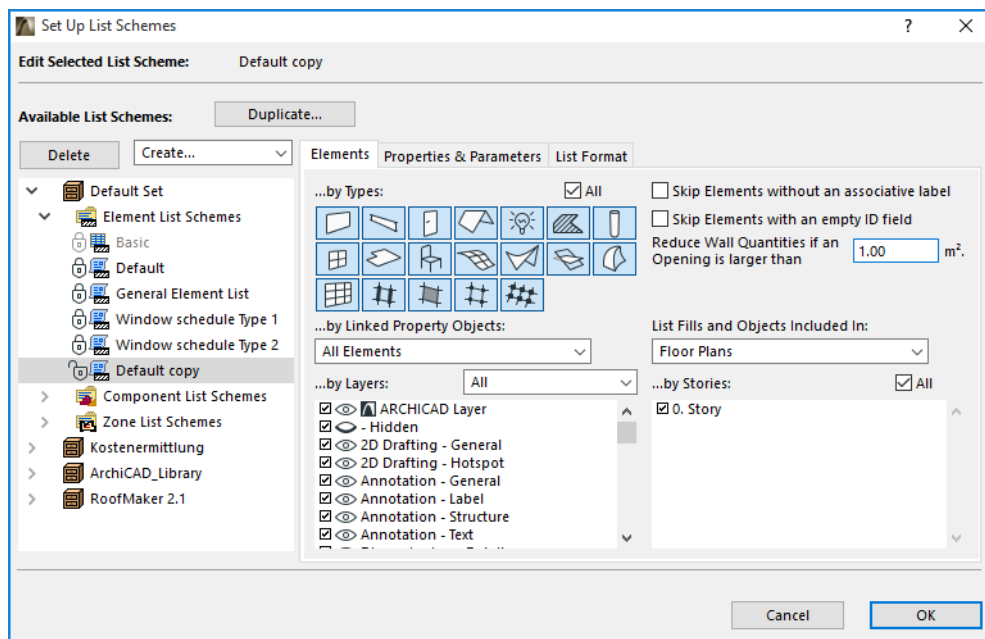 Set Up List Schemes
?
Edit Selected List Scheme: Default copy
Available List Schemes:
Duplicate...
Delete
Create...
Default Set
Element List Schemes
Basic
Default
General Element List
Window schedule Type 1
Window schedule Type 2
Default copy
Component List Schemes
Zone List Schemes
Kostenermittlung
ArchiCAD_Library
RoofMaker 2.1
Elements
Properties & Parameters
List Format
...by Types:
All
Skip Elements without an associative label
Skip Elements with an empty ID field
Reduce Wall Quantities if an
Opening is larger than
1.00
m².
...by Linked Property Objects:
All Elements
List Fills and Objects Included In:
Floor Plans
...by Layers:
All
ARCHICAD Layer
- Hidden
2D Drafting - General
2D Drafting - Hotspot
Annotation - General
Annotation - Label
Annotation - Structure
Annotation - Text
...by Stories:
All
0. Story
Cancel
OK